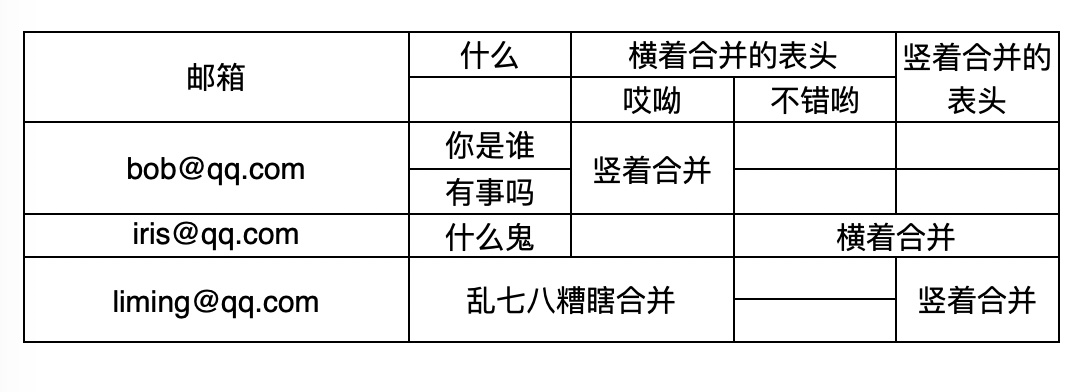 邮箱
什么
横着合并的表头
竖着合并的
表头
哎呦
不错哟
bob@qq.com
你是谁
竖着合并
有事吗
iris@qq.com
什么鬼
横着合并
liming@qq.com
乱七八糟瞎合并
竖着合并